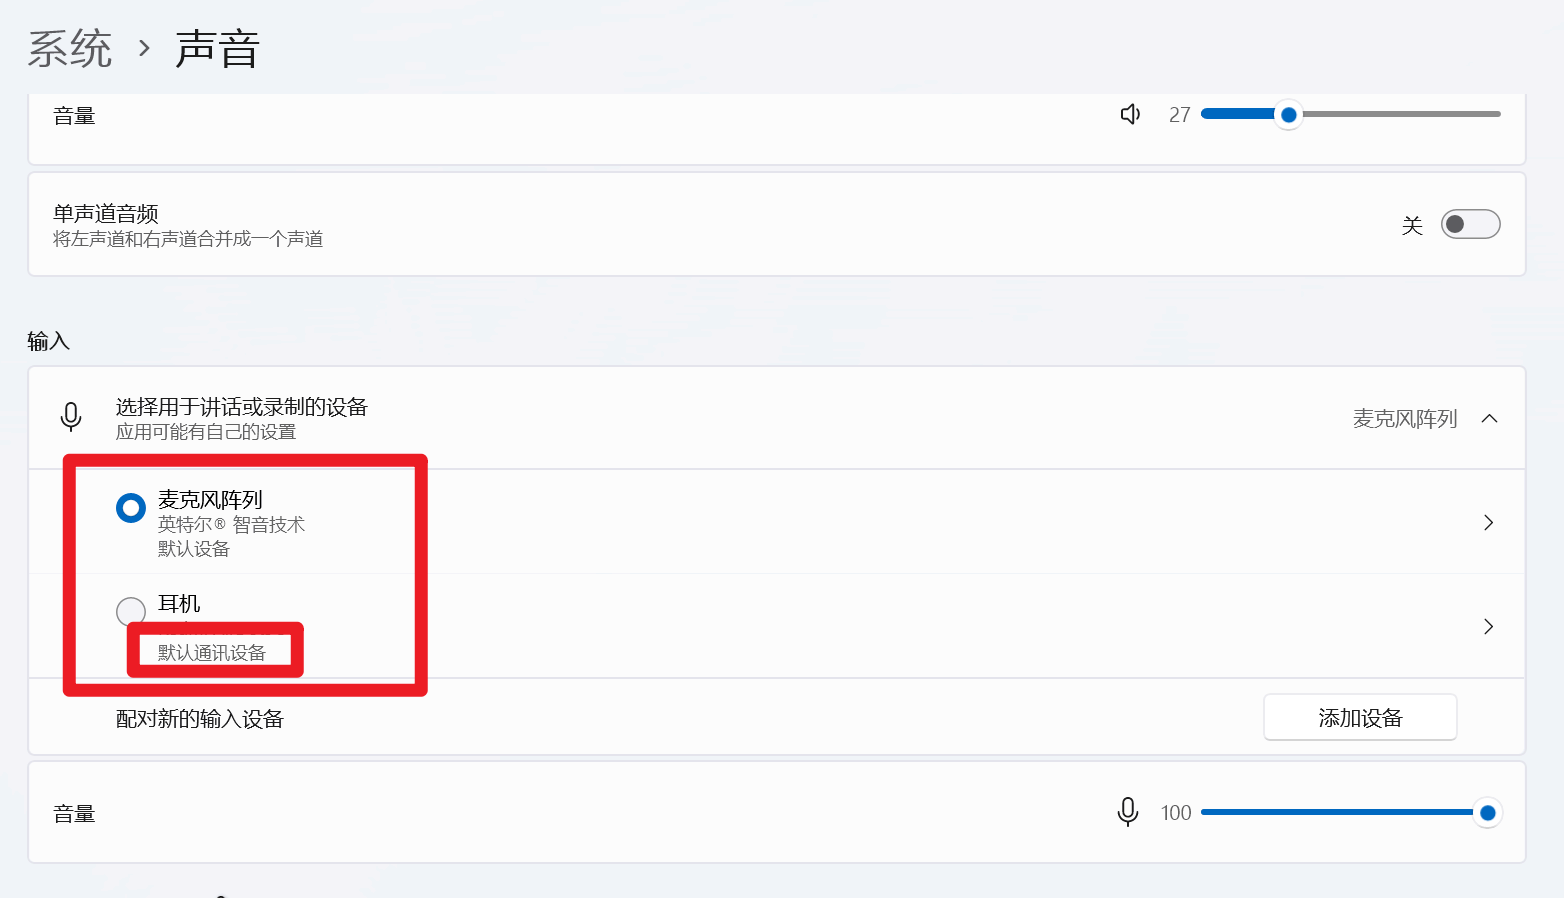 系统 › 声音
音量
27
单声道音频
将左声道和右声道合并成一个声道
关
输入
选择用于讲话或录制的设备
应用可能有自己的设置
麦克风阵列
麦克风阵列
英特尔® 智音技术
默认设备
耳机
默认通讯设备
配对新的输入设备
添加设备
音量
100